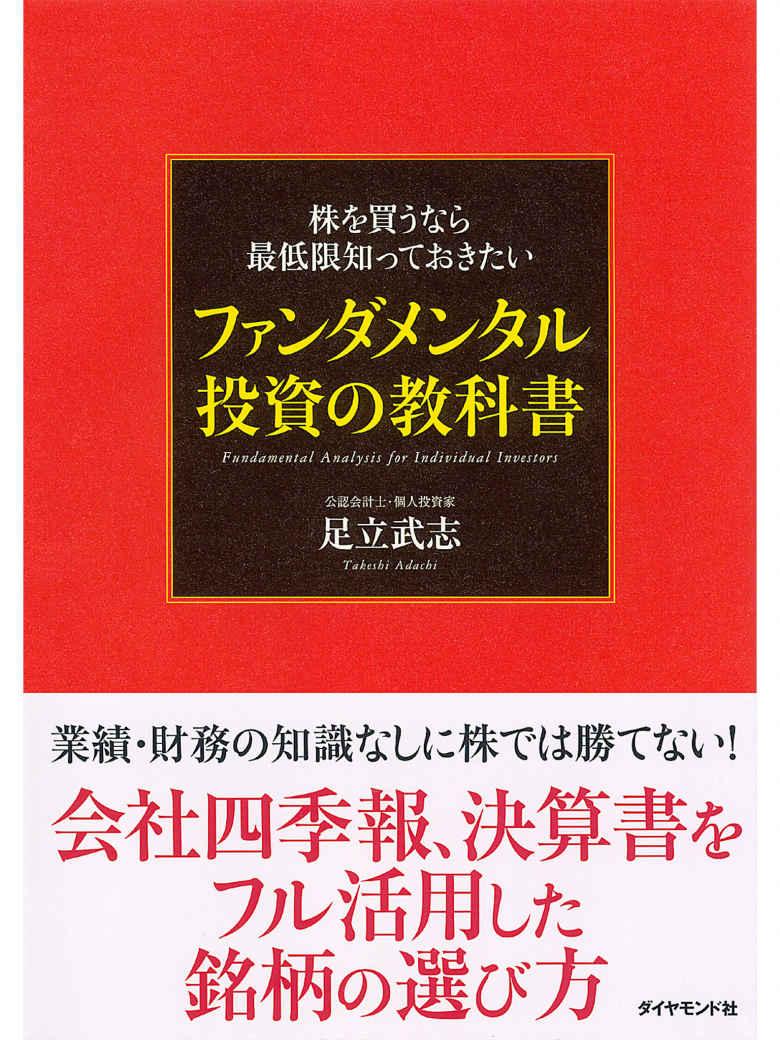 株を買うなら
最低限知っておきたい
ファンダメンタル
投資の教科書
Fundamental Analysis for Individual Investors
公認会計士・個人投資家
足立武志
Takeshi Adachi
業績・財務の知識なしに株では勝てない!
会社四季報、決算書を
フル活用した
銘柄の選び方
ダイヤモンド社